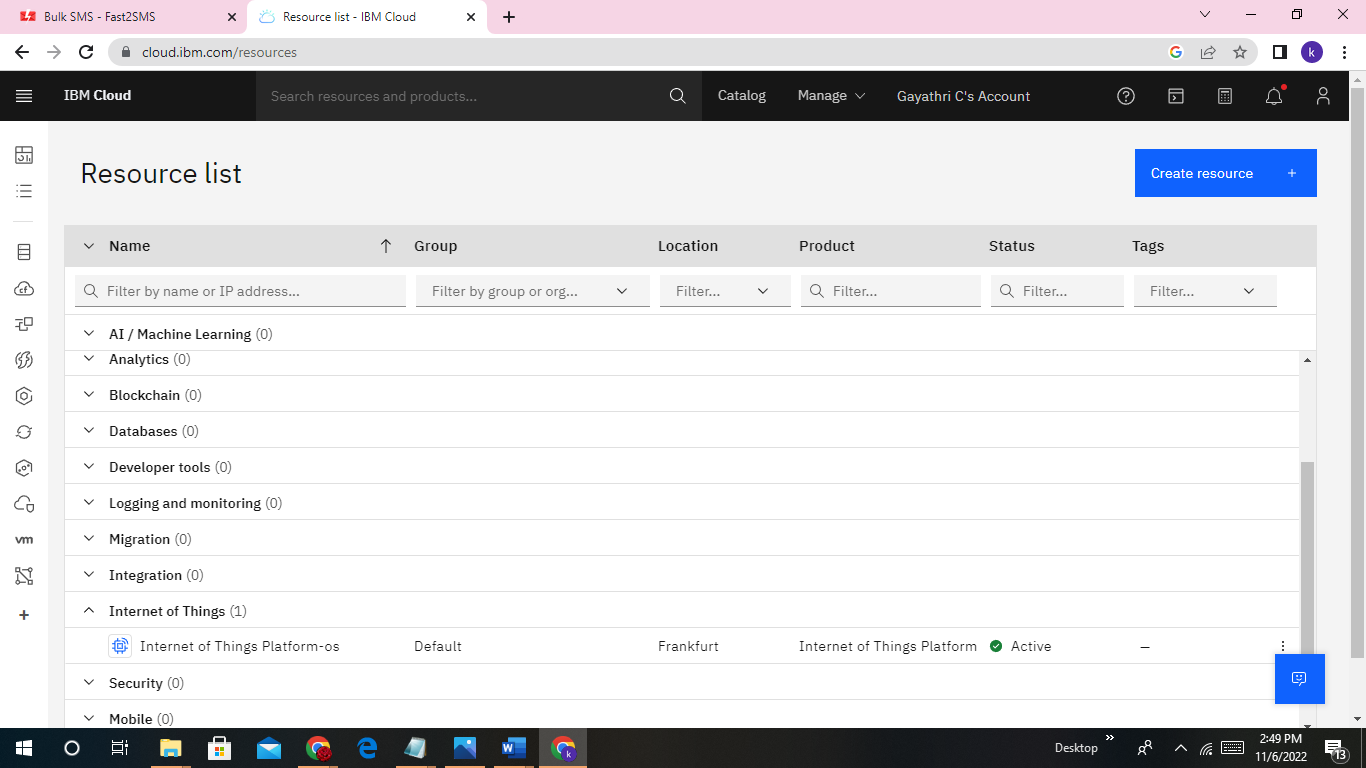 Bulk SMS - Fast2SMS
Resource list - IBM Cloud
cloud.ibm.com/resources
k
IBM Cloud
Search resources and products...
Catalog
Manage
Gayathri C's Account
Resource list
Create resource +
Name Group Location Product Status Tags
Filter by name or IP address... Filter by group or org... Filter... Filter... Filter... Filter...
AI / Machine Learning (0)
Analytics (0)
Blockchain (0)
Databases (0)
Developer tools (0)
Logging and monitoring (0)
Migration (0)
Integration (0)
Internet of Things (1)
Internet of Things Platform-os Default Frankfurt Internet of Things Platform Active –
Security (0)
Mobile (0)
cf
vm
Desktop
2:49 PM
11/6/2022
13